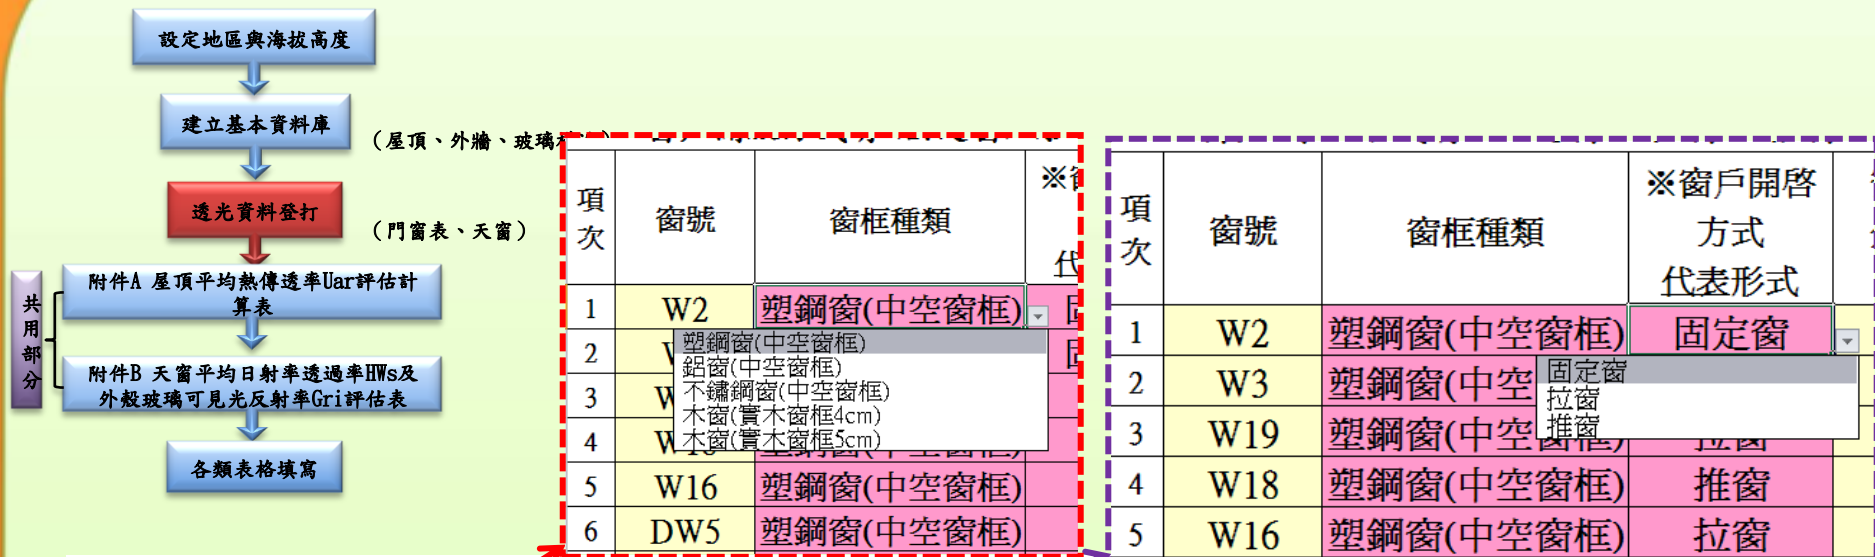 設定地區與海拔高度
建立基本資料庫
(屋頂、外牆、玻璃
透光資料登打
(門窗表、天窗)
共用部分
附件A 屋頂平均熱傳透率Uar評估計
算表
附件B 天窗平均日射率透過率HWs及
外殼玻璃可見光反射率Gri評估表
各類表格填寫
項次 窗號 窗框種類 ※
1 W2 塑鋼窗(中空窗框)
塑鋼窗(中空窗框)
鋁窗(中空窗框)
不鏽鋼窗(中空窗框)
木窗(實木窗框4cm)
木窗(實木窗框5cm)
2
3
4
5 W16 塑鋼窗(中空窗框)
6 DW5 塑鋼窗(中空窗框)
項次 窗號 窗框種類 ※窗戶開啓
方式
代表形式
1 W2 塑鋼窗(中空窗框) 固定窗
固定窗
拉窗
推窗
2 W3 塑鋼窗(中空
3 W19 塑鋼窗(中空窗框) 拉窗
4 W18 塑鋼窗(中空窗框) 推窗
5 W16 塑鋼窗(中空窗框) 拉窗